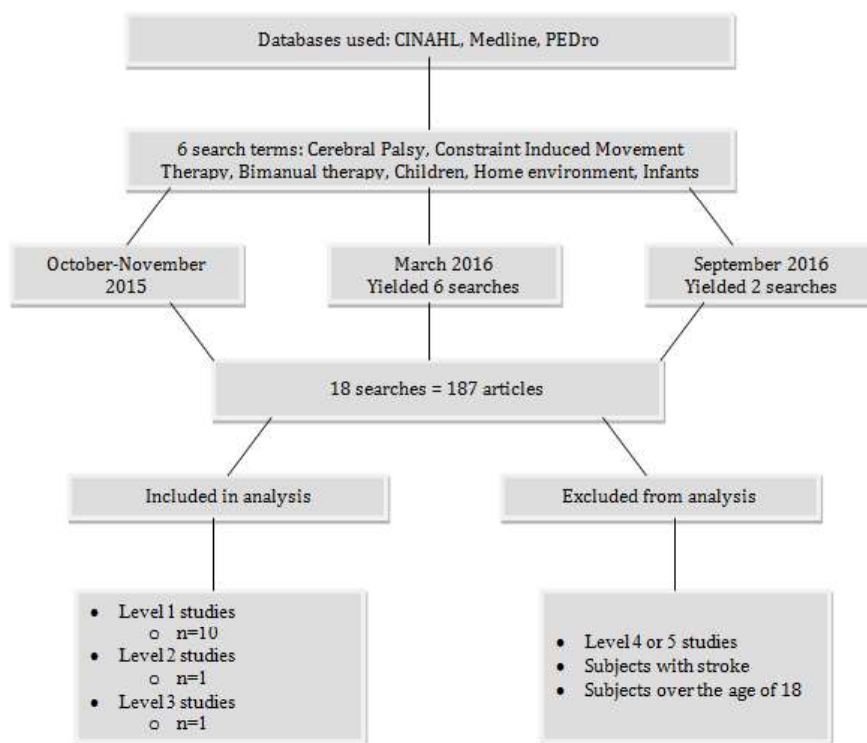 Databases used: CINAHL, Medline, PEDro
6 search terms: Cerebral Palsy, Constraint Induced Movement
Therapy, Bimanual therapy, Children, Home environment, Infants
October-November
2015
March 2016
Yielded 6 searches
September 2016
Yielded 2 searches
18 searches = 187 articles
Included in analysis
Excluded from analysis
• Level 1 studies
o n=10
• Level 2 studies
o n=1
• Level 3 studies
o n=1
• Level 4 or 5 studies
• Subjects with stroke
• Subjects over the age of 18